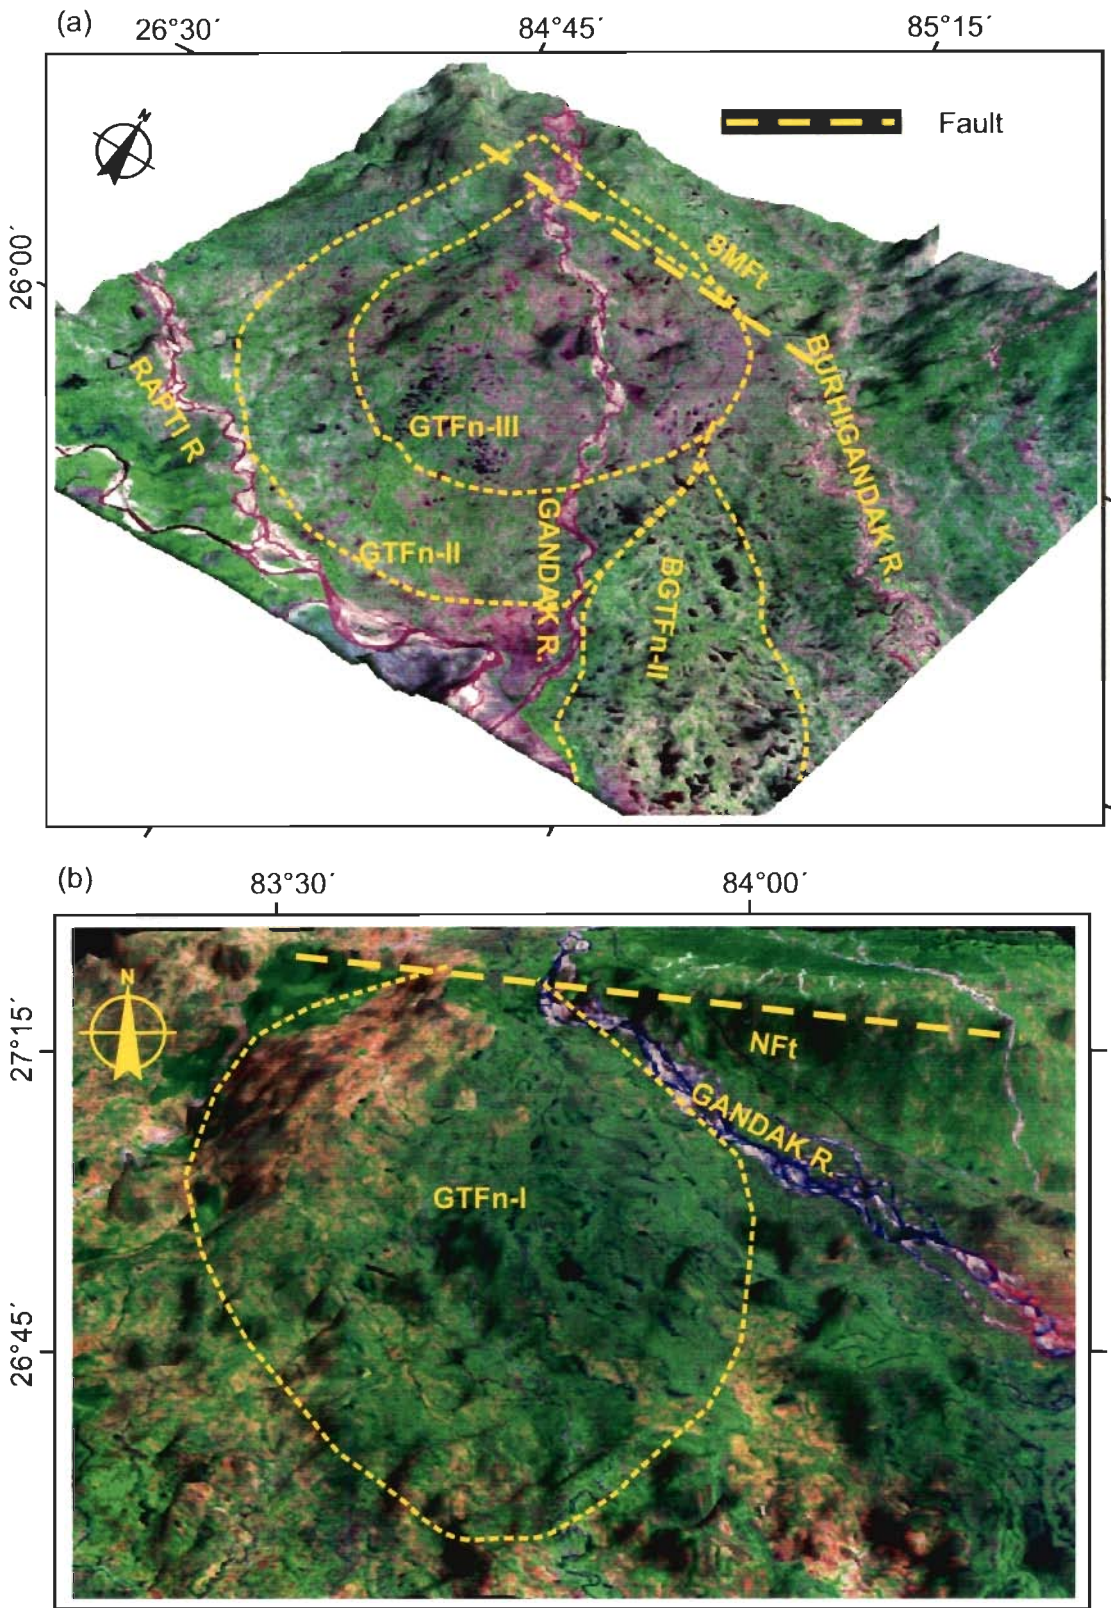 (a)
26°30´
84°45´
85°15´
N
Fault
26°00´
BMFt
RAPTI R
BURHIGANDAK R.
GTFn-III
GANDAK R.
GTFn-II
BGTFn-II
(b)
83°30´
84°00´
N
27°15´
NFt
GANDAK R.
GTFn-I
26°45´